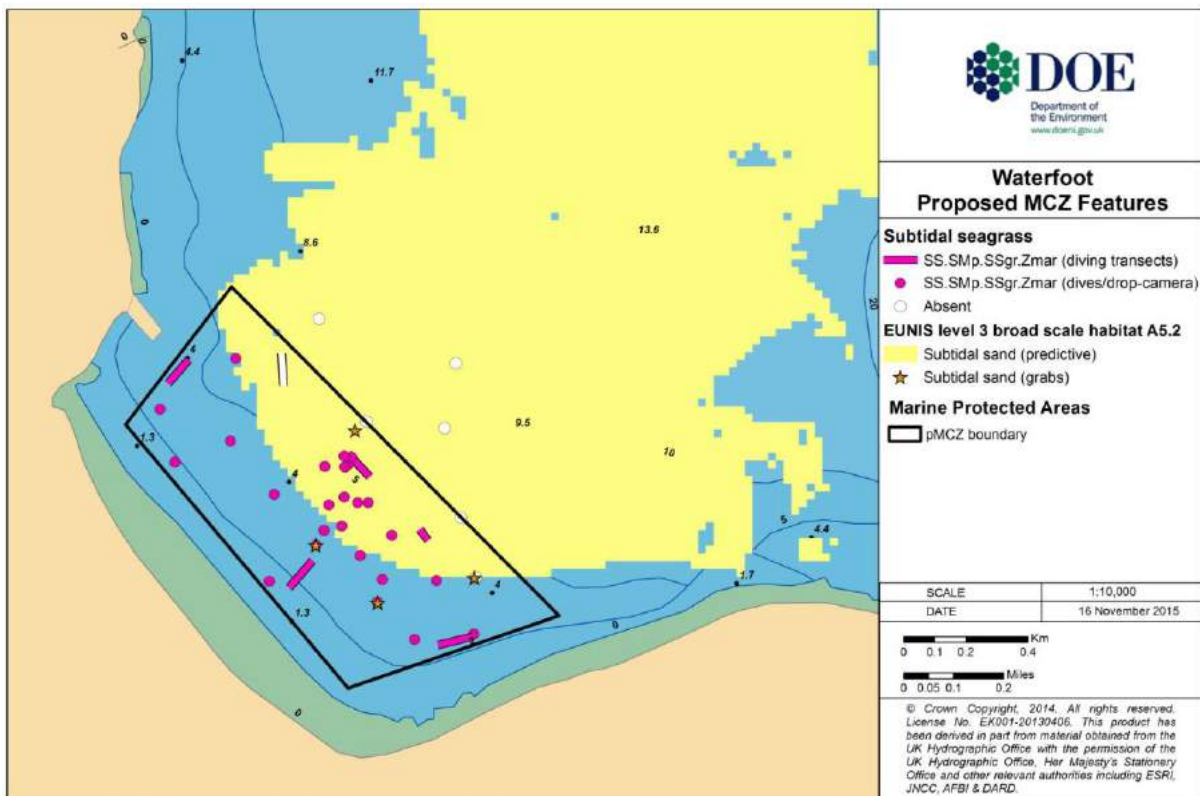 DOE
Department of
the Environment
www.doeni.gov.uk
Waterfoot
Proposed MCZ Features
Subtidal seagrass
SS.SMp.SSgr.Zmar (diving transects)
SS.SMp.SSgr.Zmar (dives/drop-camera)
Absent
EUNIS level 3 broad scale habitat A5.2
Subtidal sand (predictive)
Subtidal sand (grabs)
Marine Protected Areas
pMCZ boundary
SCALE 1:10,000
DATE 16 November 2015
Km
0 0.1 0.2 0.4
Miles
0 0.05 0.1 0.2
© Crown Copyright, 2014. All rights reserved.
License No. EK001-20130406. This product has
been derived in part from material obtained from the
UK Hydrographic Office with the permission of the
UK Hydrographic Office, Her Majesty's Stationery
Office and other relevant authorities including ESRI,
JNCC, AFBI & DARD.
0
0
4.4
11.7
0
8.6
13.6
20
4
1.3
9.5
10
4
5
5
4.4
1.7
4
1.3
0
0